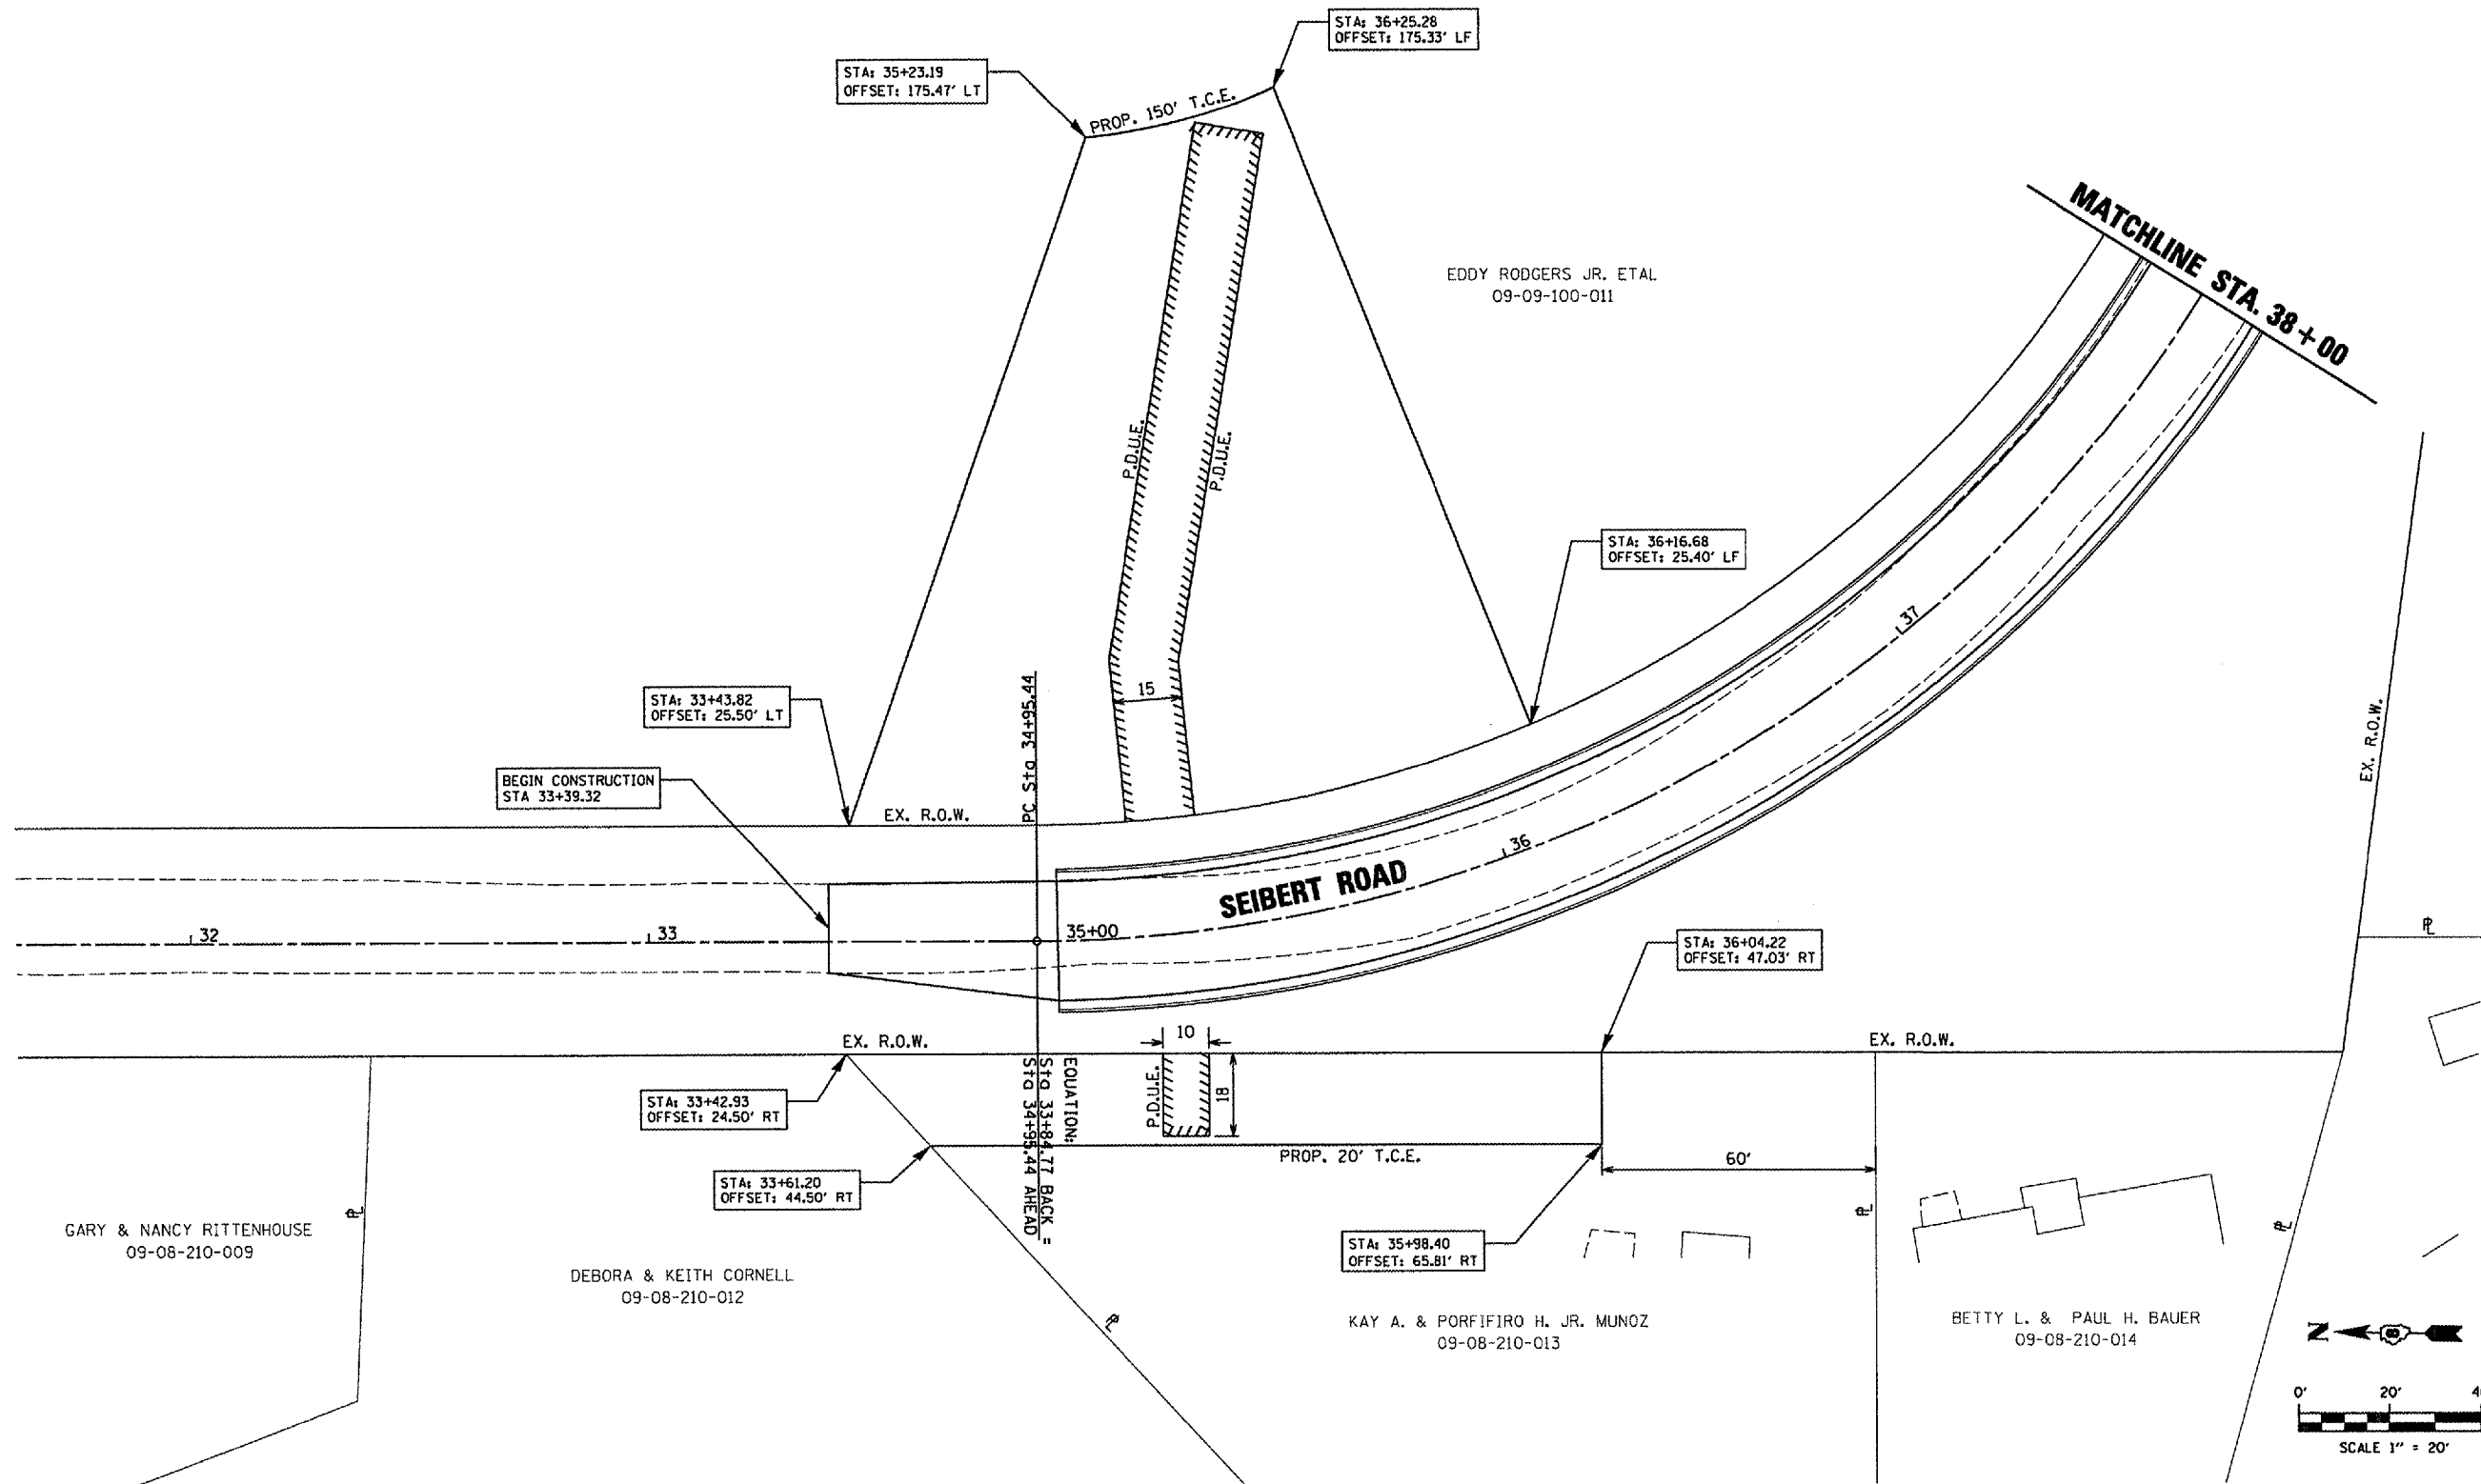 STA: 36+25.28
OFFSET: 175.33' LF
STA: 35+23.19
OFFSET: 175.47' LT
PROP. 150' T.C.E.
MATCHLINE STA. 38+00
EDDY RODGERS JR. ETAL
09-09-100-011
P.D.U.E.
P.D.U.E.
STA: 36+16.68
OFFSET: 25.40' LF
37
15
STA: 33+43.82
OFFSET: 25.50' LT
PC Sta 34+95.44
EX. R.O.W.
BEGIN CONSTRUCTION
STA 33+39.32
EX. R.O.W.
36
SEIBERT ROAD
32
33
35+00
STA: 36+04.22
OFFSET: 47.03' RT
PL
10
EX. R.O.W.
EX. R.O.W.
EQUATION:
Sta 33+84.77 BACK =
Sta 34+95.44 AHEAD
P.D.U.E.
18
STA: 33+42.93
OFFSET: 24.50' RT
PROP. 20' T.C.E.
60'
STA: 33+61.20
OFFSET: 44.50' RT
PL
PL
PL
GARY & NANCY RITTENHOUSE
09-08-210-009
STA: 35+98.40
OFFSET: 65.81' RT
DEBORA & KEITH CORNELL
09-08-210-012
PL
KAY A. & PORFIFIRO H. JR. MUNOZ
09-08-210-013
BETTY L. & PAUL H. BAUER
09-08-210-014
N
0' 20'
SCALE 1" = 20'